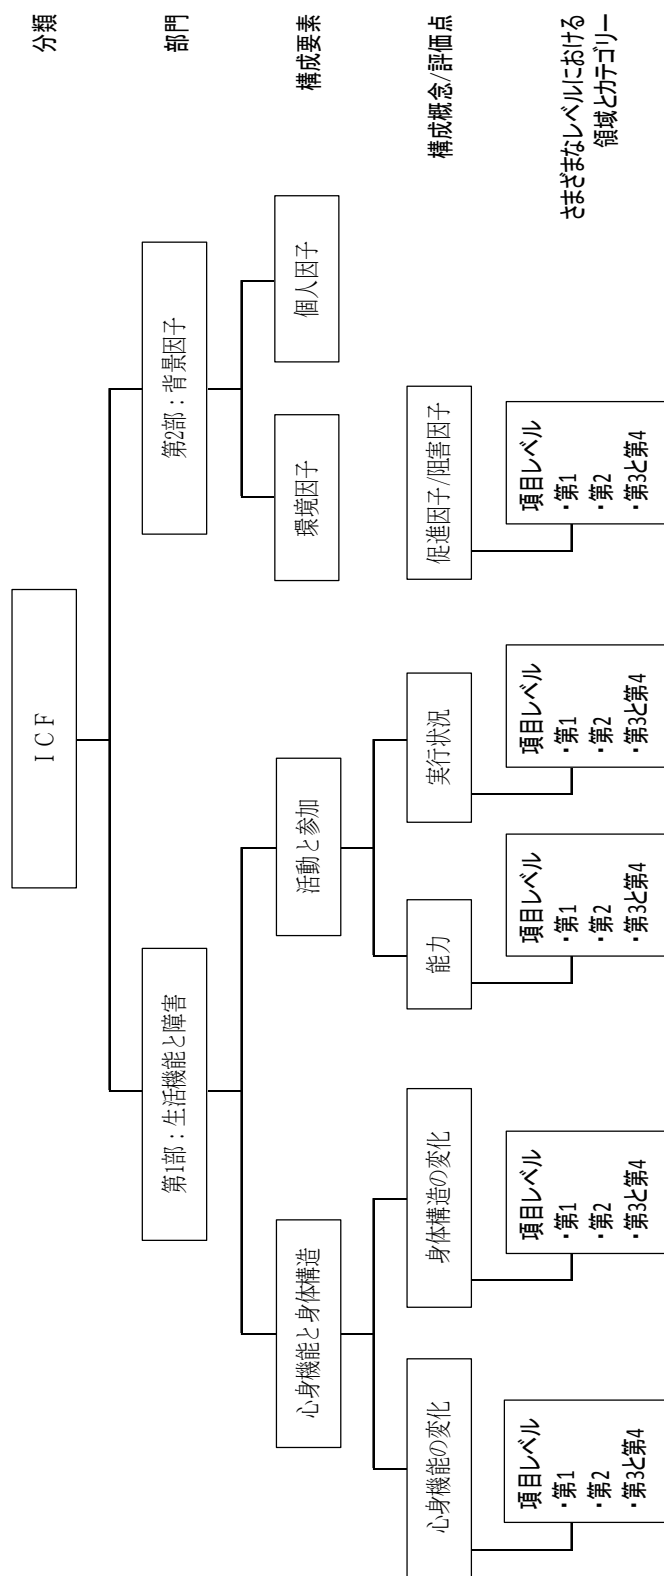 ＩＣＦ
分類
第1部：生活機能と障害
第2部：背景因子
部門
心身機能と身体構造
活動と参加
環境因子
個人因子
構成要素
心身機能の変化
身体構造の変化
能力
実行状況
促進因子/阻害因子
構成概念/評価点
項目レベル
・第1
・第2
・第3と第4
項目レベル
・第1
・第2
・第3と第4
項目レベル
・第1
・第2
・第3と第4
項目レベル
・第1
・第2
・第3と第4
項目レベル
・第1
・第2
・第3と第4
さまざまなレベルにおける
領域とカテゴリー